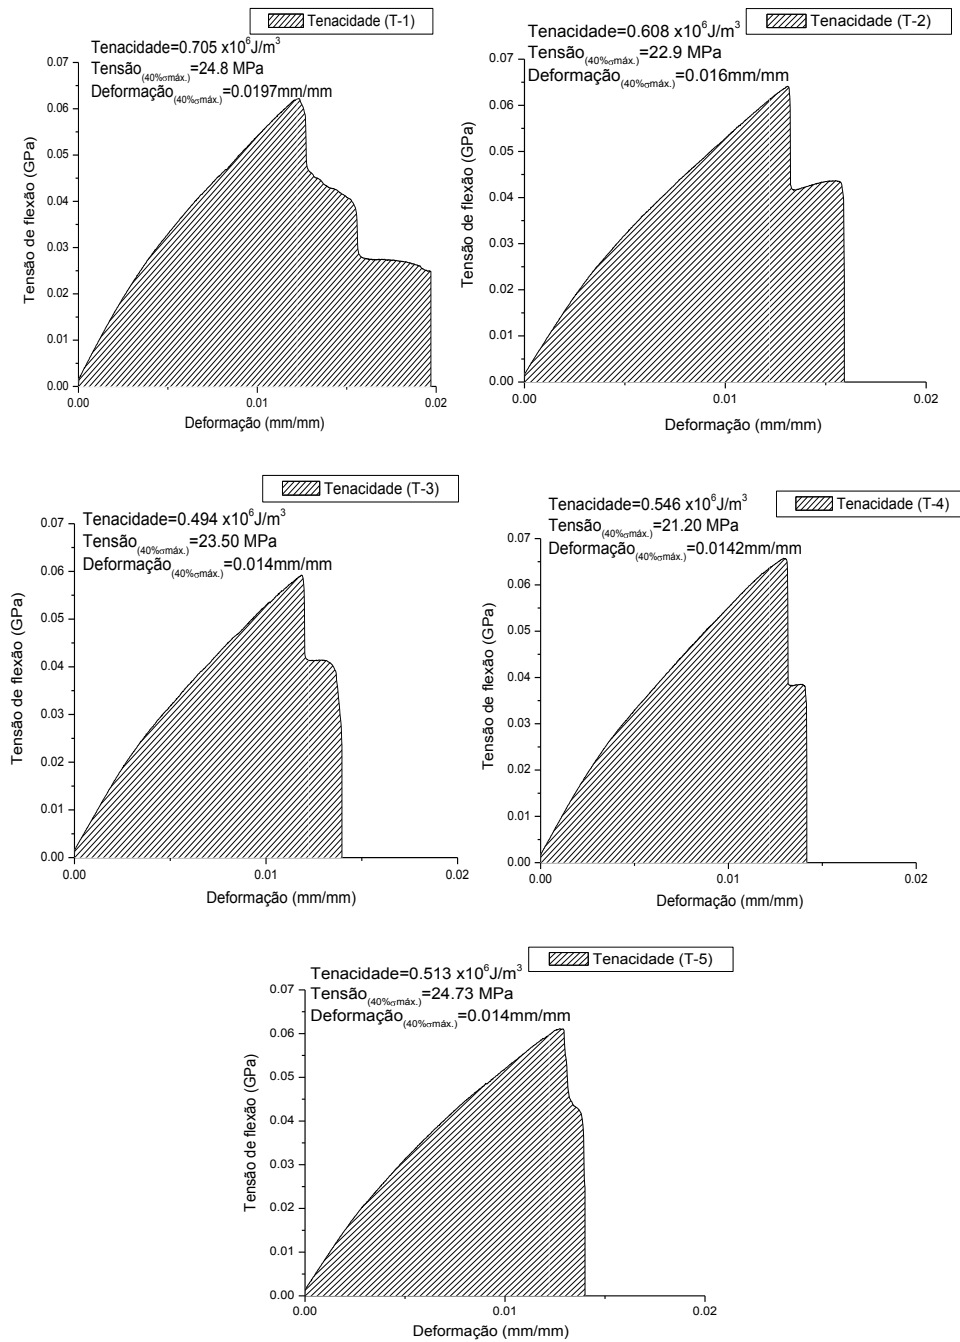 Tenacidade (T-1)
Tenacidade=0.705 x10⁶J/m³
Tensão(40%σmáx.)=24.8 MPa
Deformação(40%σmáx.)=0.0197mm/mm
0.07
0.06
0.05
0.04
0.03
0.02
0.01
0.00
Tensão de flexão (GPa)
0.00 0.01 0.02
Deformação (mm/mm)
Tenacidade (T-2)
Tenacidade=0.608 x10⁶J/m³
Tensão(40%σmáx.)=22.9 MPa
Deformação(40%σmáx.)=0.016mm/mm
0.07
0.06
0.05
0.04
0.03
0.02
0.01
0.00
Tensão de flexão (GPa)
0.00 0.01 0.02
Deformação (mm/mm)
Tenacidade (T-3)
Tenacidade=0.494 x10⁶J/m³
Tensão(40%σmáx.)=23.50 MPa
Deformação(40%σmáx.)=0.014mm/mm
0.07
0.06
0.05
0.04
0.03
0.02
0.01
0.00
Tensão de flexão (GPa)
0.00 0.01 0.02
Deformação (mm/mm)
Tenacidade (T-4)
Tenacidade=0.546 x10⁶J/m³
Tensão(40%σmáx.)=21.20 MPa
Deformação(40%σmáx.)=0.0142mm/mm
0.07
0.06
0.05
0.04
0.03
0.02
0.01
0.00
Tensão de flexão (GPa)
0.00 0.01 0.02
Deformação (mm/mm)
Tenacidade (T-5)
Tenacidade=0.513 x10⁶J/m³
Tensão(40%σmáx.)=24.73 MPa
Deformação(40%σmáx.)=0.014mm/mm
0.07
0.06
0.05
0.04
0.03
0.02
0.01
0.00
Tensão de flexão (GPa)
0.00 0.01 0.02
Deformação (mm/mm)